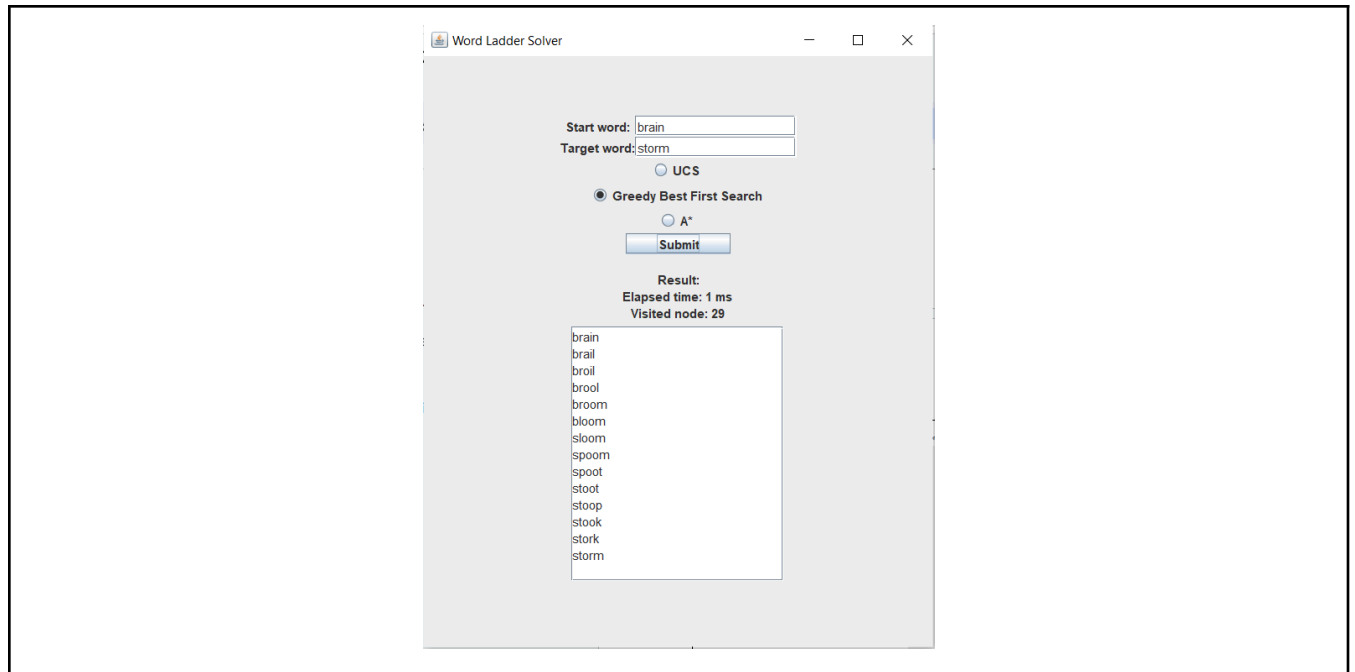 Word Ladder Solver
Start word: brain
Target word: storm
UCS
Greedy Best First Search
A*
Submit
Result:
Elapsed time: 1 ms
Visited node: 29
brain
brail
broil
brool
broom
bloom
sloom
spoom
spoot
stoot
stoop
stook
stork
storm